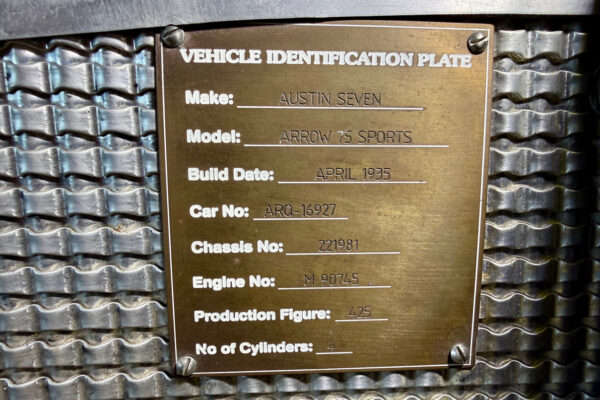 VEHICLE IDENTIFICATION PLATE
Make: AUSTIN SEVEN
Model: ARROW 75 SPORTS
Build Date: APRIL 1935
Car No: ARQ-16927
Chassis No: 221981
Engine No: M 90745
Production Figure: 425
No of Cylinders: 4